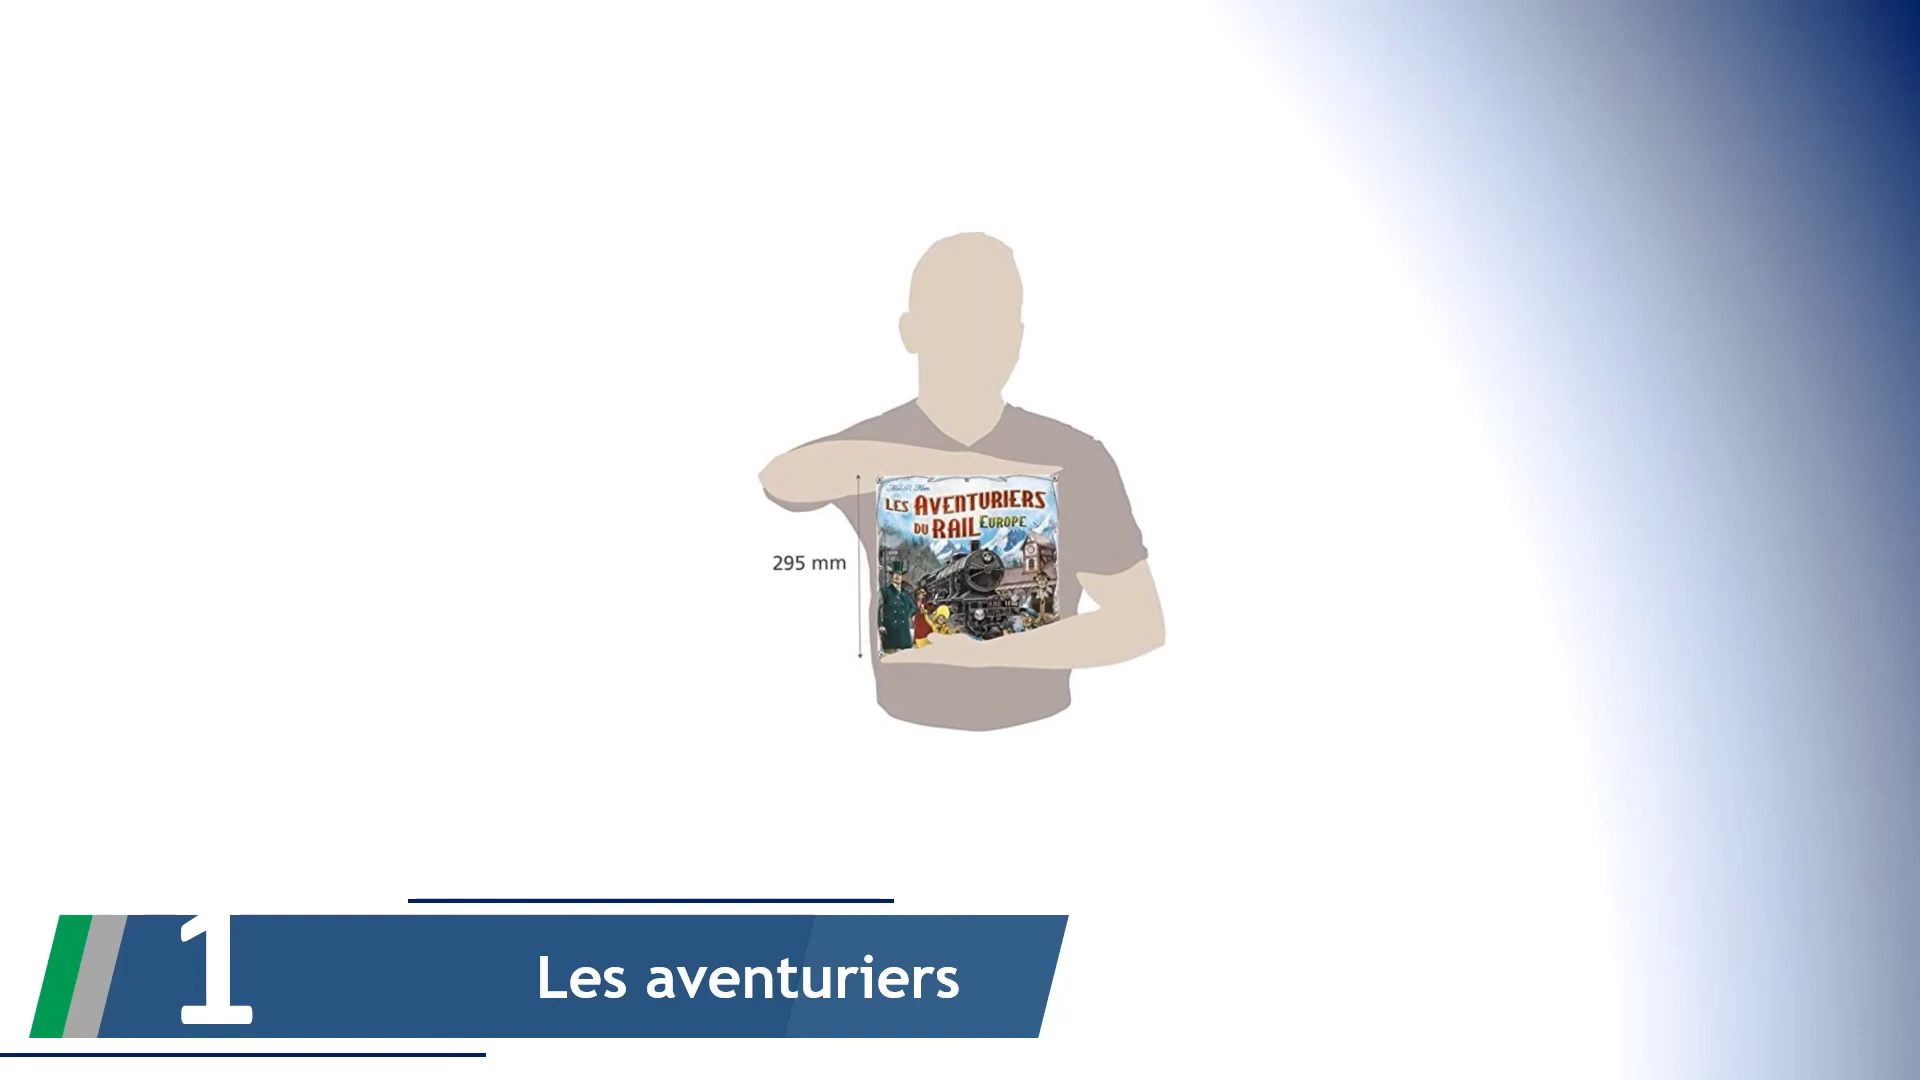 LES AVENTURIERS
DU RAIL EUROPE
295 mm
1
Les aventuriers